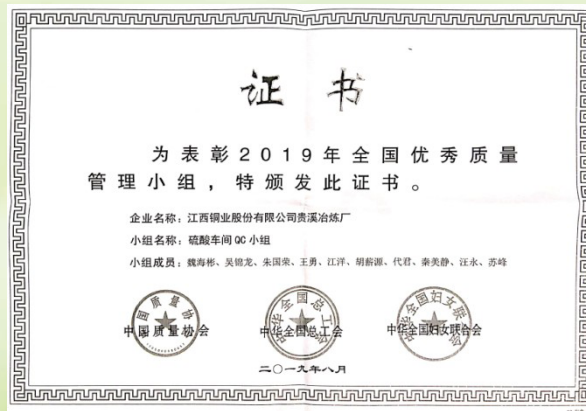 证书
为表彰2019年全国优秀质量
管理小组，特颁发此证书。
企业名称：江西铜业股份有限公司贵溪冶炼厂
小组名称：硫酸车间QC小组
小组成员：魏海彬、吴锦龙、朱国荣、王勇、江洋、胡薪源、代君、秦美静、汪永、苏峰
中国质量协会 中华全国总工会 中华全国妇女联合会
二〇一九年八月